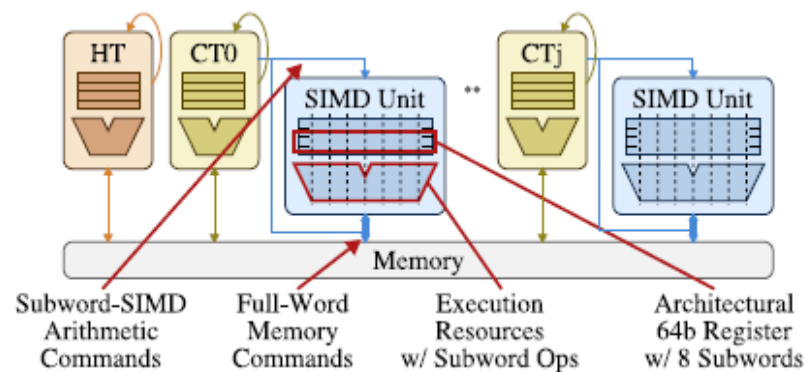 HT
CT0
SIMD Unit
**
CTj
SIMD Unit
Memory
Subword-SIMD
Arithmetic
Commands
Full-Word
Memory
Commands
Execution
Resources
w/ Subword Ops
Architectural
64b Register
w/ 8 Subwords